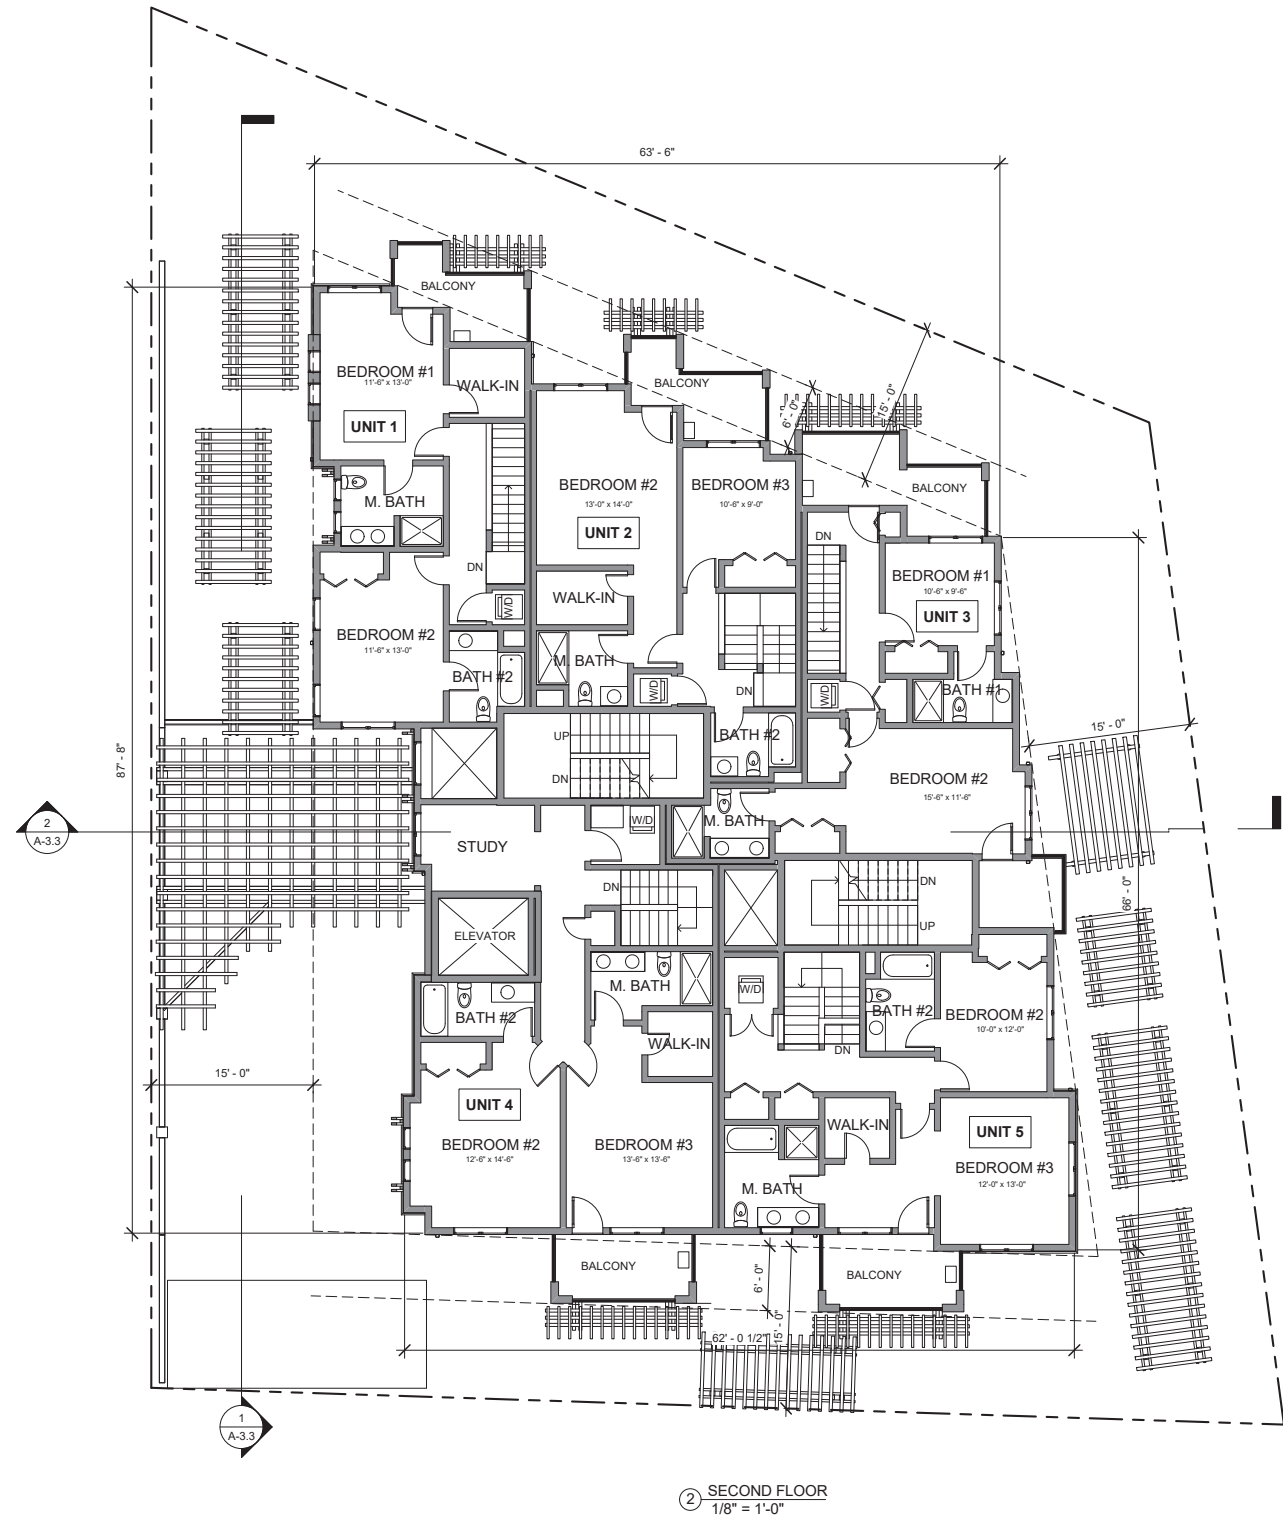 63' - 6"
BALCONY
BEDROOM #1
11'-6" x 13'-0"
WALK-IN
UNIT 1
M. BATH
DN
W/D
BEDROOM #2
11'-6" x 13'-0"
BATH #2
BALCONY
BEDROOM #2
13'-0" x 14'-0"
UNIT 2
BEDROOM #3
10'-6" x 9'-0"
WALK-IN
M. BATH
W/D
DN
BATH #2
6' - 0"
15' - 0"
BALCONY
DN
BEDROOM #1
10'-6" x 9'-6"
UNIT 3
W/D
BATH #1
15' - 0"
BEDROOM #2
15'-6" x 11'-6"
M. BATH
UP
DN
87' - 8"
2
A-3.3
STUDY
W/D
DN
ELEVATOR
DN
UP
66' - 0"
M. BATH
BATH #2
WALK-IN
W/D
BATH #2
DN
BEDROOM #2
10'-0" x 12'-0"
15' - 0"
UNIT 4
BEDROOM #2
12'-6" x 14'-6"
BEDROOM #3
13'-6" x 13'-6"
WALK-IN
UNIT 5
BEDROOM #3
12'-0" x 13'-0"
M. BATH
BALCONY
6' - 0"
BALCONY
15' - 0"
62' - 0 1/2"
1
A-3.3
2
SECOND FLOOR
1/8" = 1'-0"